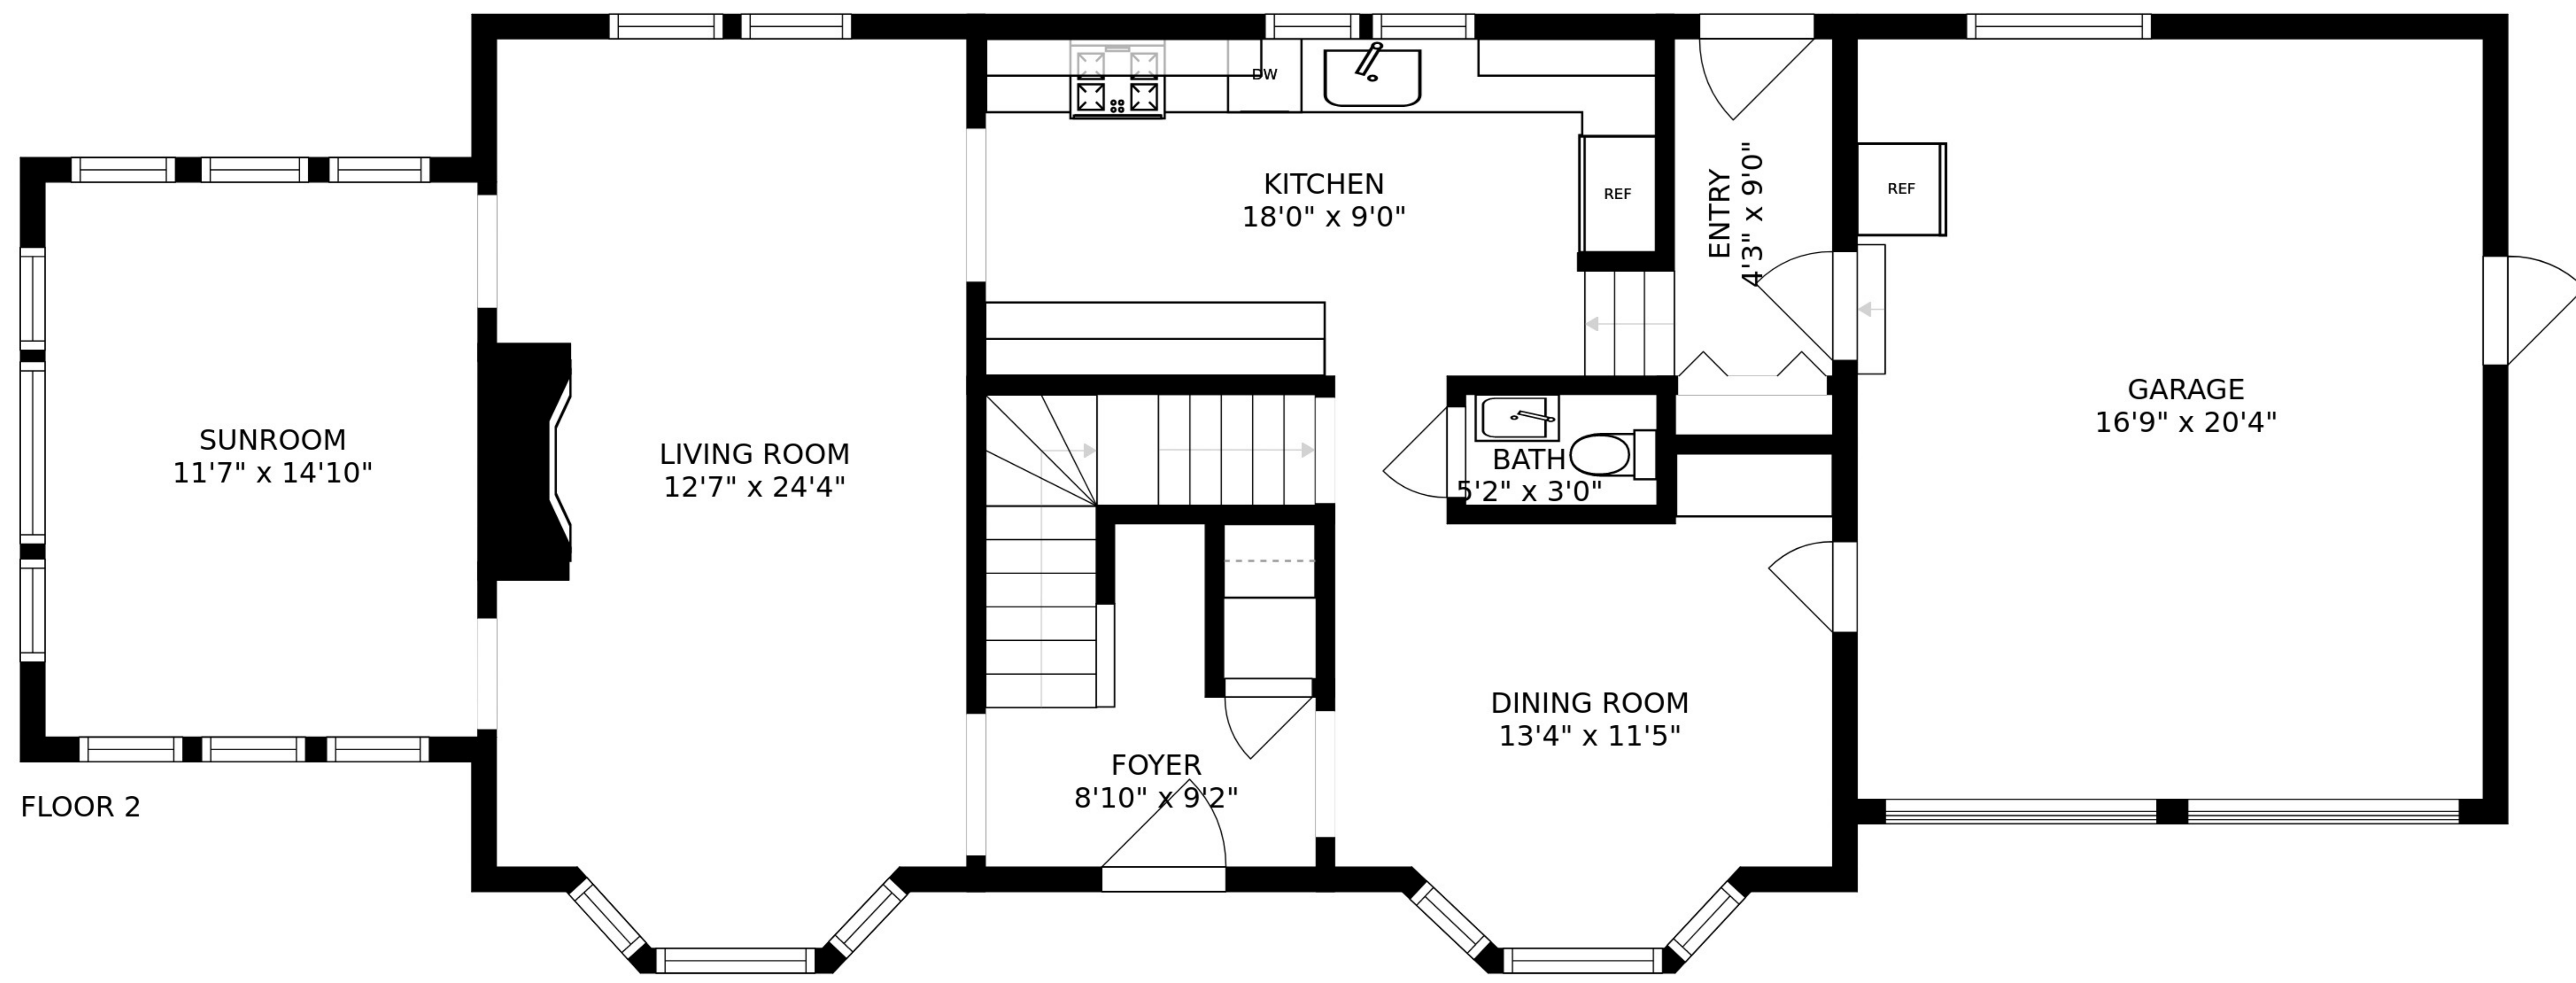 DW
KITCHEN
18'0" x 9'0"
REF
ENTRY
4'3" x 9'0"
REF
GARAGE
16'9" x 20'4"
SUNROOM
11'7" x 14'10"
LIVING ROOM
12'7" x 24'4"
BATH
5'2" x 3'0"
DINING ROOM
13'4" x 11'5"
FOYER
8'10" x 9'2"
FLOOR 2